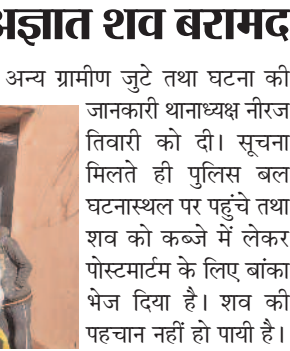 अज्ञात शव बरामद
अन्य ग्रामीण जुटे तथा घटना की
जानकारी थानाध्यक्ष नीरज
तिवारी को दी। सूचना
मिलते ही पुलिस बल
घटनास्थल पर पहुंचे तथा
शव को कब्जे में लेकर
पोस्टमार्टम के लिए बांका
भेज दिया है। शव की
पहचान नहीं हो पायी है।